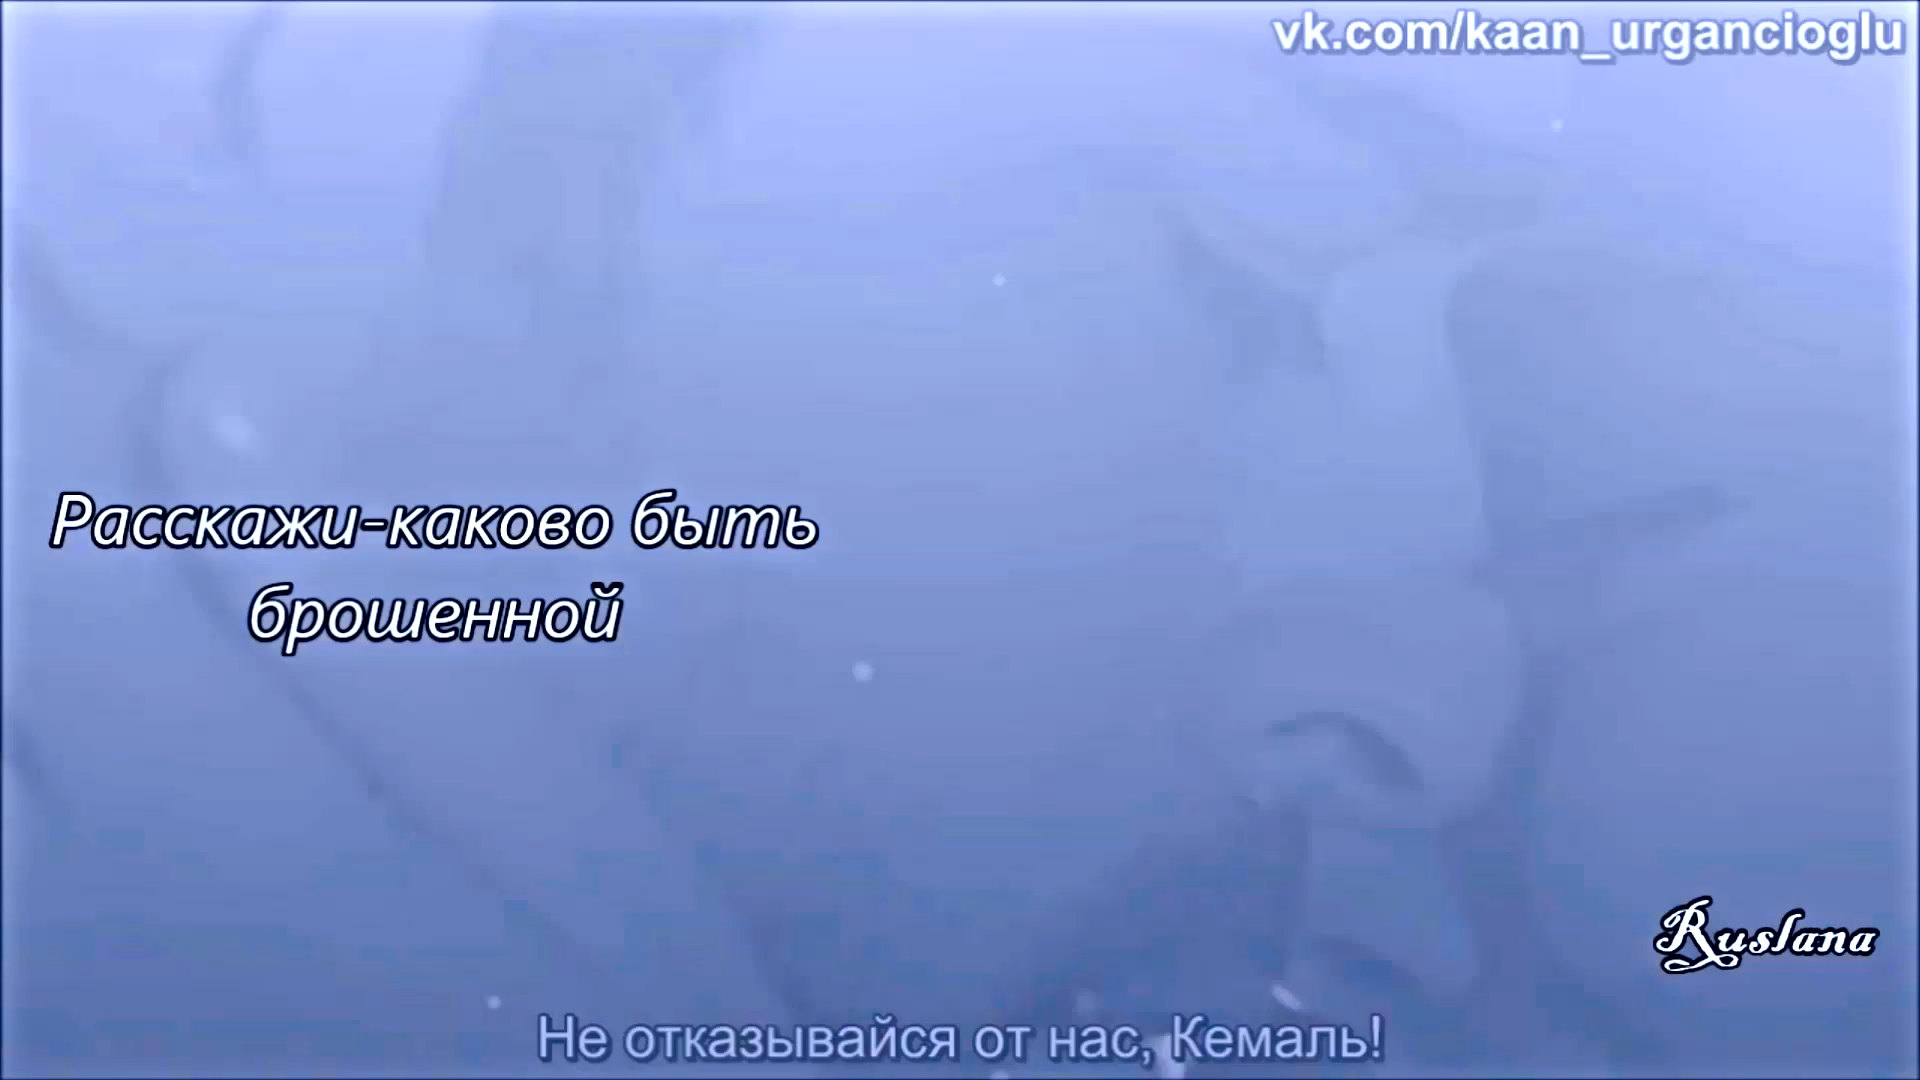 vk.com/kaan_urgancioglu
Расскажи-каково быть
брошенной
Ruslana
Не отказывайся от нас, Кемаль!